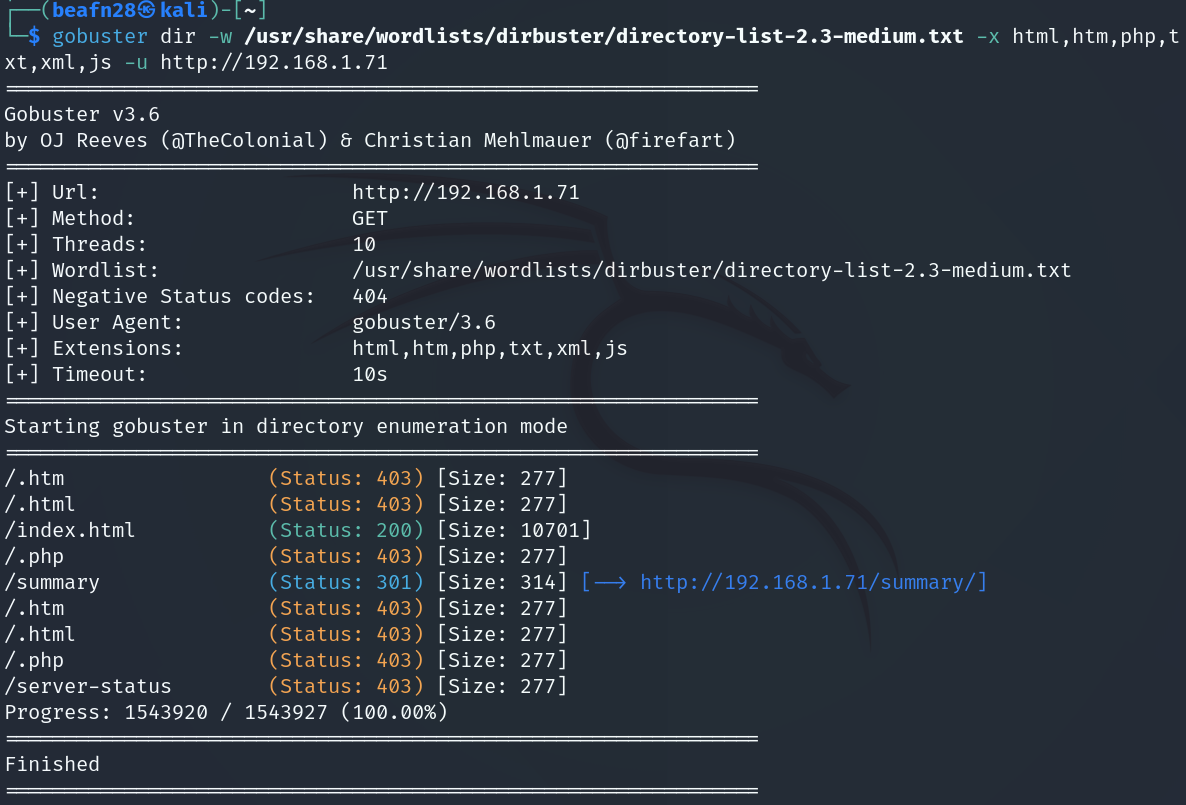 ┌──(beafn28㉿kali)-[~]
└─$ gobuster dir -w /usr/share/wordlists/dirbuster/directory-list-2.3-medium.txt -x html,htm,php,t
xt,xml,js -u http://192.168.1.71
===============================================================
Gobuster v3.6
by OJ Reeves (@TheColonial) & Christian Mehlmauer (@firefart)
===============================================================
[+] Url:                     http://192.168.1.71
[+] Method:                  GET
[+] Threads:                 10
[+] Wordlist:                /usr/share/wordlists/dirbuster/directory-list-2.3-medium.txt
[+] Negative Status codes:   404
[+] User Agent:              gobuster/3.6
[+] Extensions:              html,htm,php,txt,xml,js
[+] Timeout:                 10s
===============================================================
Starting gobuster in directory enumeration mode
===============================================================
/.htm                 (Status: 403) [Size: 277]
/.html                (Status: 403) [Size: 277]
/index.html           (Status: 200) [Size: 10701]
/.php                 (Status: 403) [Size: 277]
/summary              (Status: 301) [Size: 314] [--> http://192.168.1.71/summary/]
/.htm                 (Status: 403) [Size: 277]
/.html                (Status: 403) [Size: 277]
/.php                 (Status: 403) [Size: 277]
/server-status        (Status: 403) [Size: 277]
Progress: 1543920 / 1543927 (100.00%)
===============================================================
Finished
===============================================================